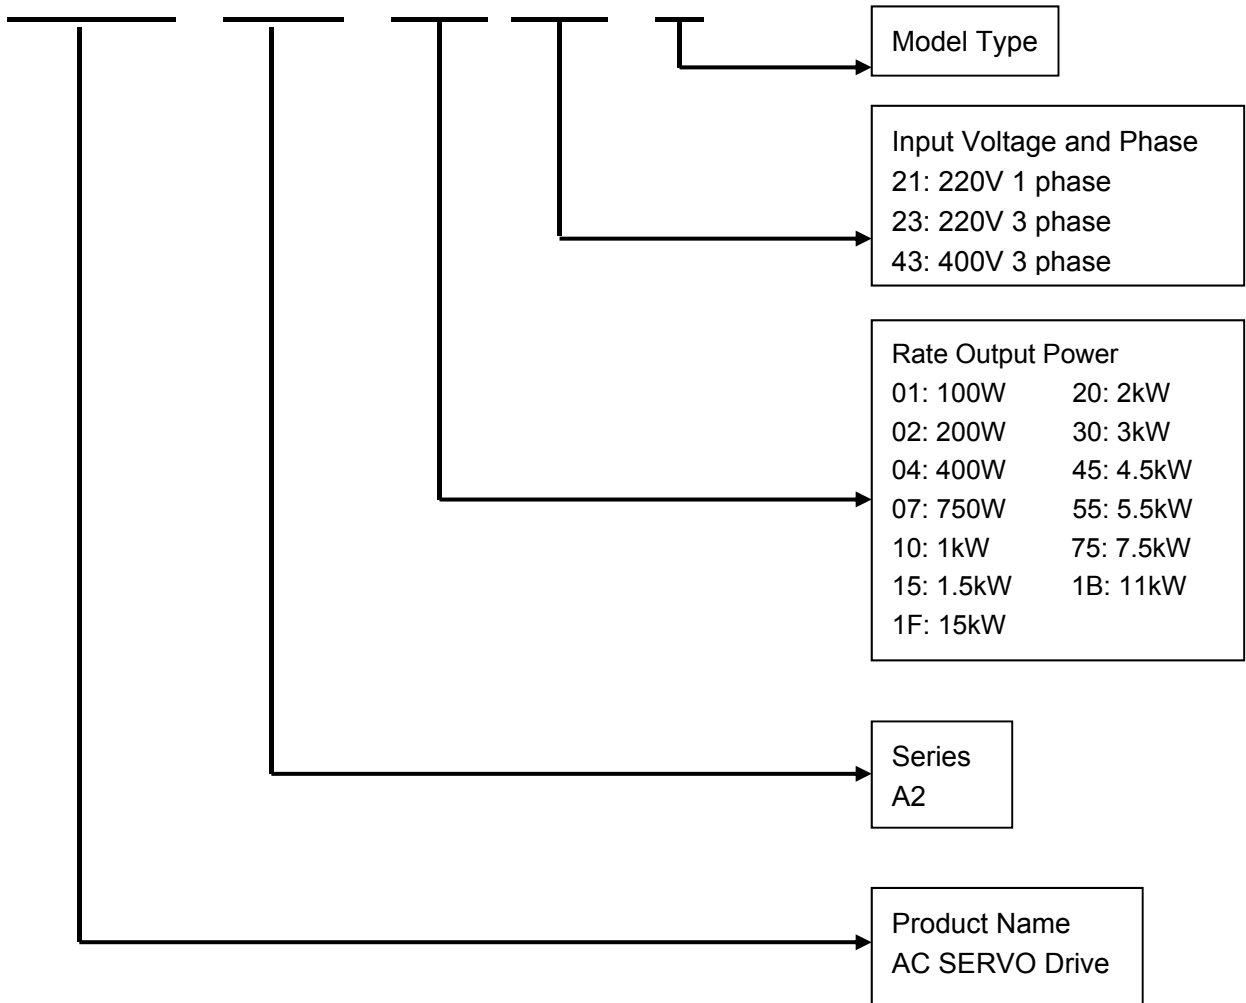 Model Type
Input Voltage and Phase
21: 220V 1 phase
23: 220V 3 phase
43: 400V 3 phase
Rate Output Power
01: 100W 20: 2kW
02: 200W 30: 3kW
04: 400W 45: 4.5kW
07: 750W 55: 5.5kW
10: 1kW 75: 7.5kW
15: 1.5kW 1B: 11kW
1F: 15kW
Series
A2
Product Name
AC SERVO Drive